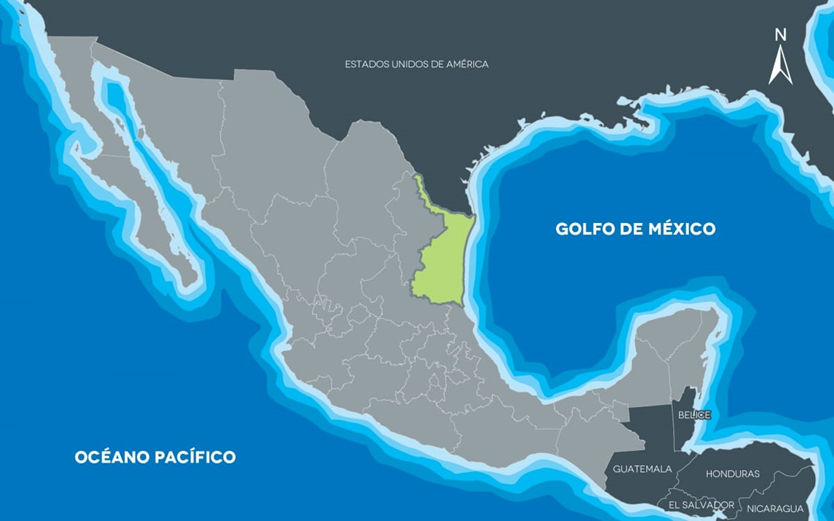 N
ESTADOS UNIDOS DE AMÉRICA
GOLFO DE MÉXICO
BELICE
OCÉANO PACÍFICO
GUATEMALA
HONDURAS
EL SALVADOR
NICARAGUA